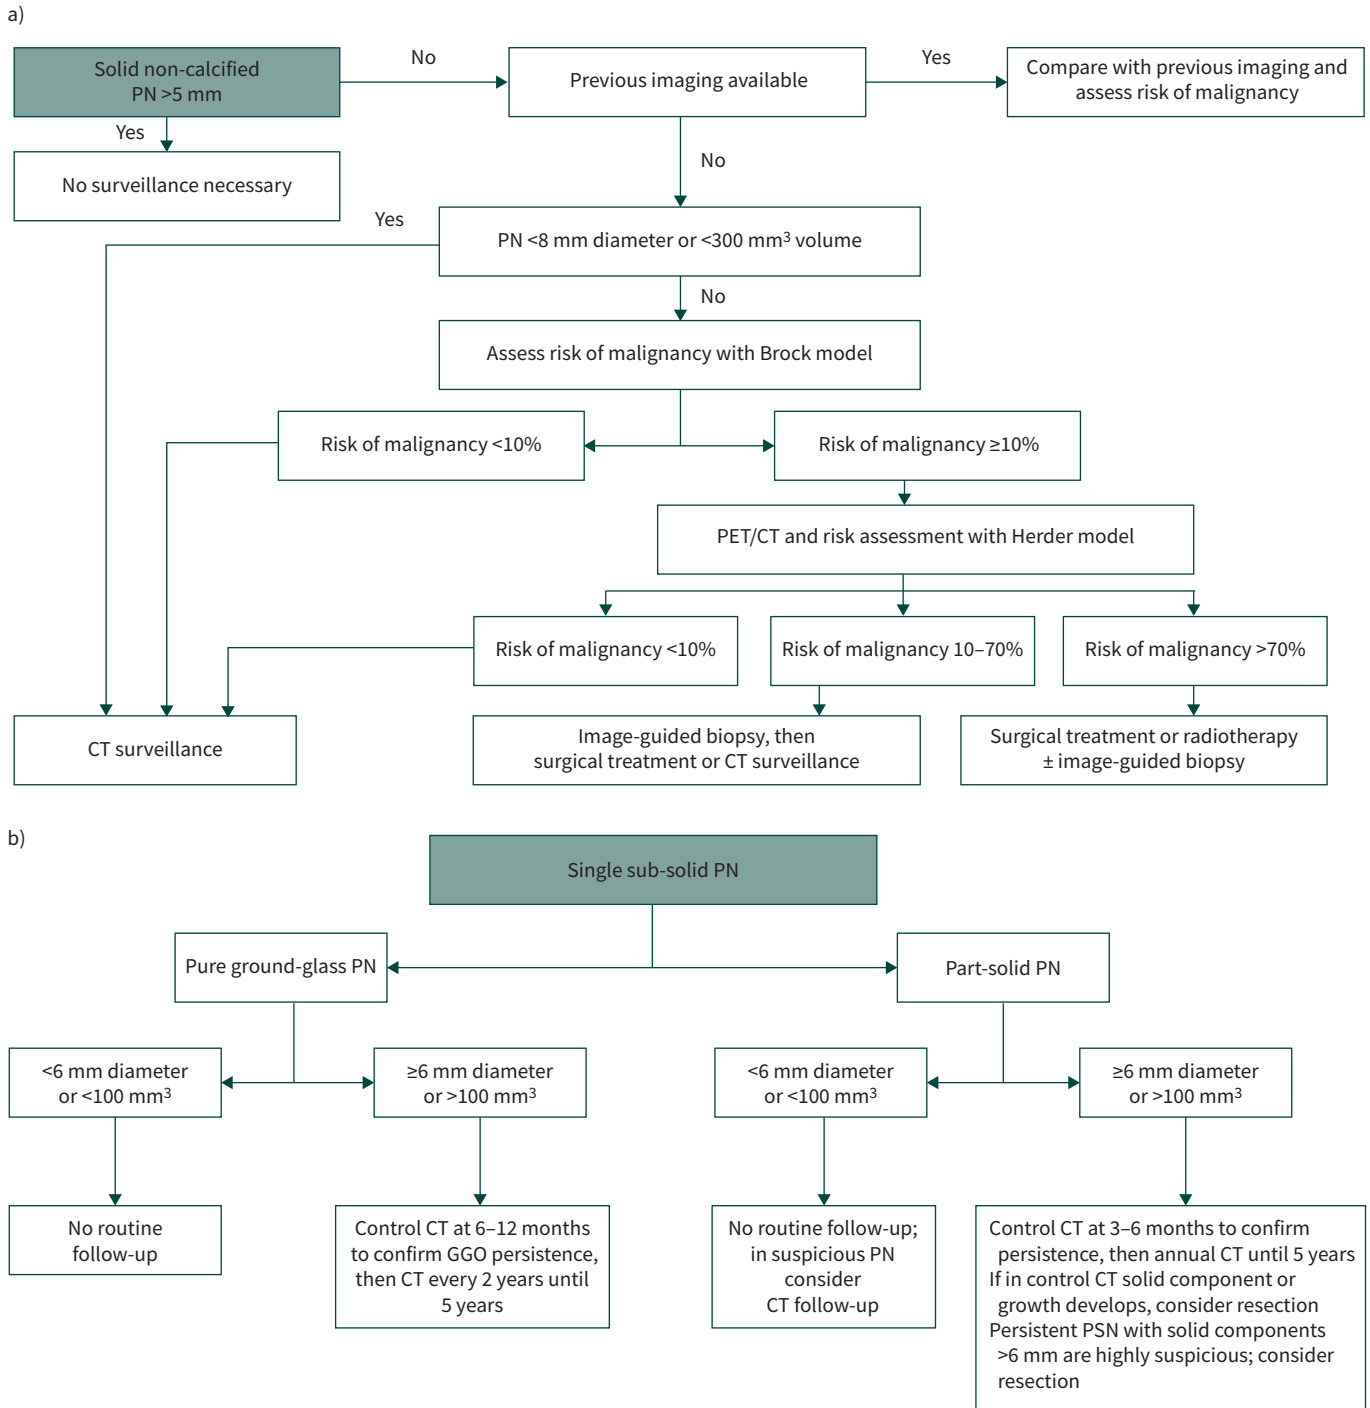 a)
Solid non-calcified
PN >5 mm
No
Previous imaging available
Yes
Compare with previous imaging and
assess risk of malignancy
Yes
No surveillance necessary
No
Yes
PN <8 mm diameter or <300 mm³ volume
No
Assess risk of malignancy with Brock model
Risk of malignancy <10%
Risk of malignancy ≥10%
PET/CT and risk assessment with Herder model
Risk of malignancy <10%
Risk of malignancy 10–70%
Risk of malignancy >70%
CT surveillance
Image-guided biopsy, then
surgical treatment or CT surveillance
Surgical treatment or radiotherapy
± image-guided biopsy
b)
Single sub-solid PN
Pure ground-glass PN
Part-solid PN
<6 mm diameter
or <100 mm³
≥6 mm diameter
or >100 mm³
<6 mm diameter
or <100 mm³
≥6 mm diameter
or >100 mm³
No routine
follow-up
Control CT at 6–12 months
to confirm GGO persistence,
then CT every 2 years until
5 years
No routine follow-up;
in suspicious PN
consider
CT follow-up
Control CT at 3–6 months to confirm
persistence, then annual CT until 5 years
If in control CT solid component or
growth develops, consider resection
Persistent PSN with solid components
>6 mm are highly suspicious; consider
resection